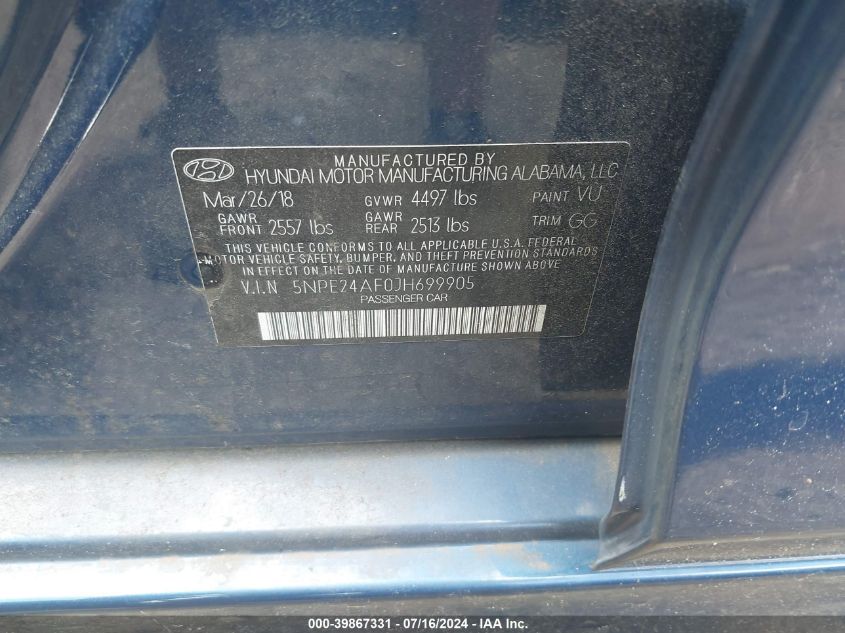 MANUFACTURED BY
HYUNDAI MOTOR MANUFACTURING ALABAMA, LLC
Mar/26/18 GVWR 4497 lbs PAINT VU
GAWR FRONT 2557 lbs GAWR REAR 2513 lbs TRIM GG
THIS VEHICLE CONFORMS TO ALL APPLICABLE U.S.A. FEDERAL
MOTOR VEHICLE SAFETY, BUMPER, AND THEFT PREVENTION STANDARDS
IN EFFECT ON THE DATE OF MANUFACTURE SHOWN ABOVE
V.I.N 5NPE24AF0JH699905
PASSENGER CAR
000-39867331 / 07/16/2024 / © IAA, Inc.